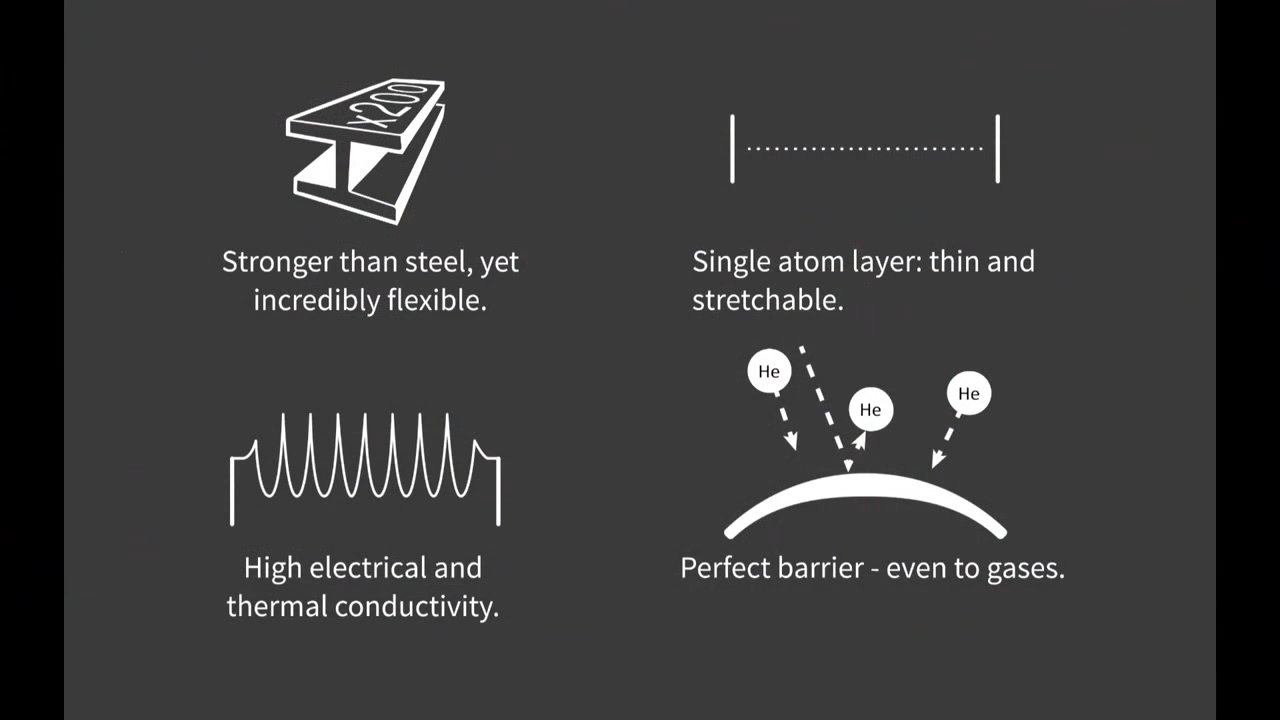 x200
Stronger than steel, yet
incredibly flexible.
Single atom layer: thin and
stretchable.
High electrical and
thermal conductivity.
He
He
He
Perfect barrier - even to gases.